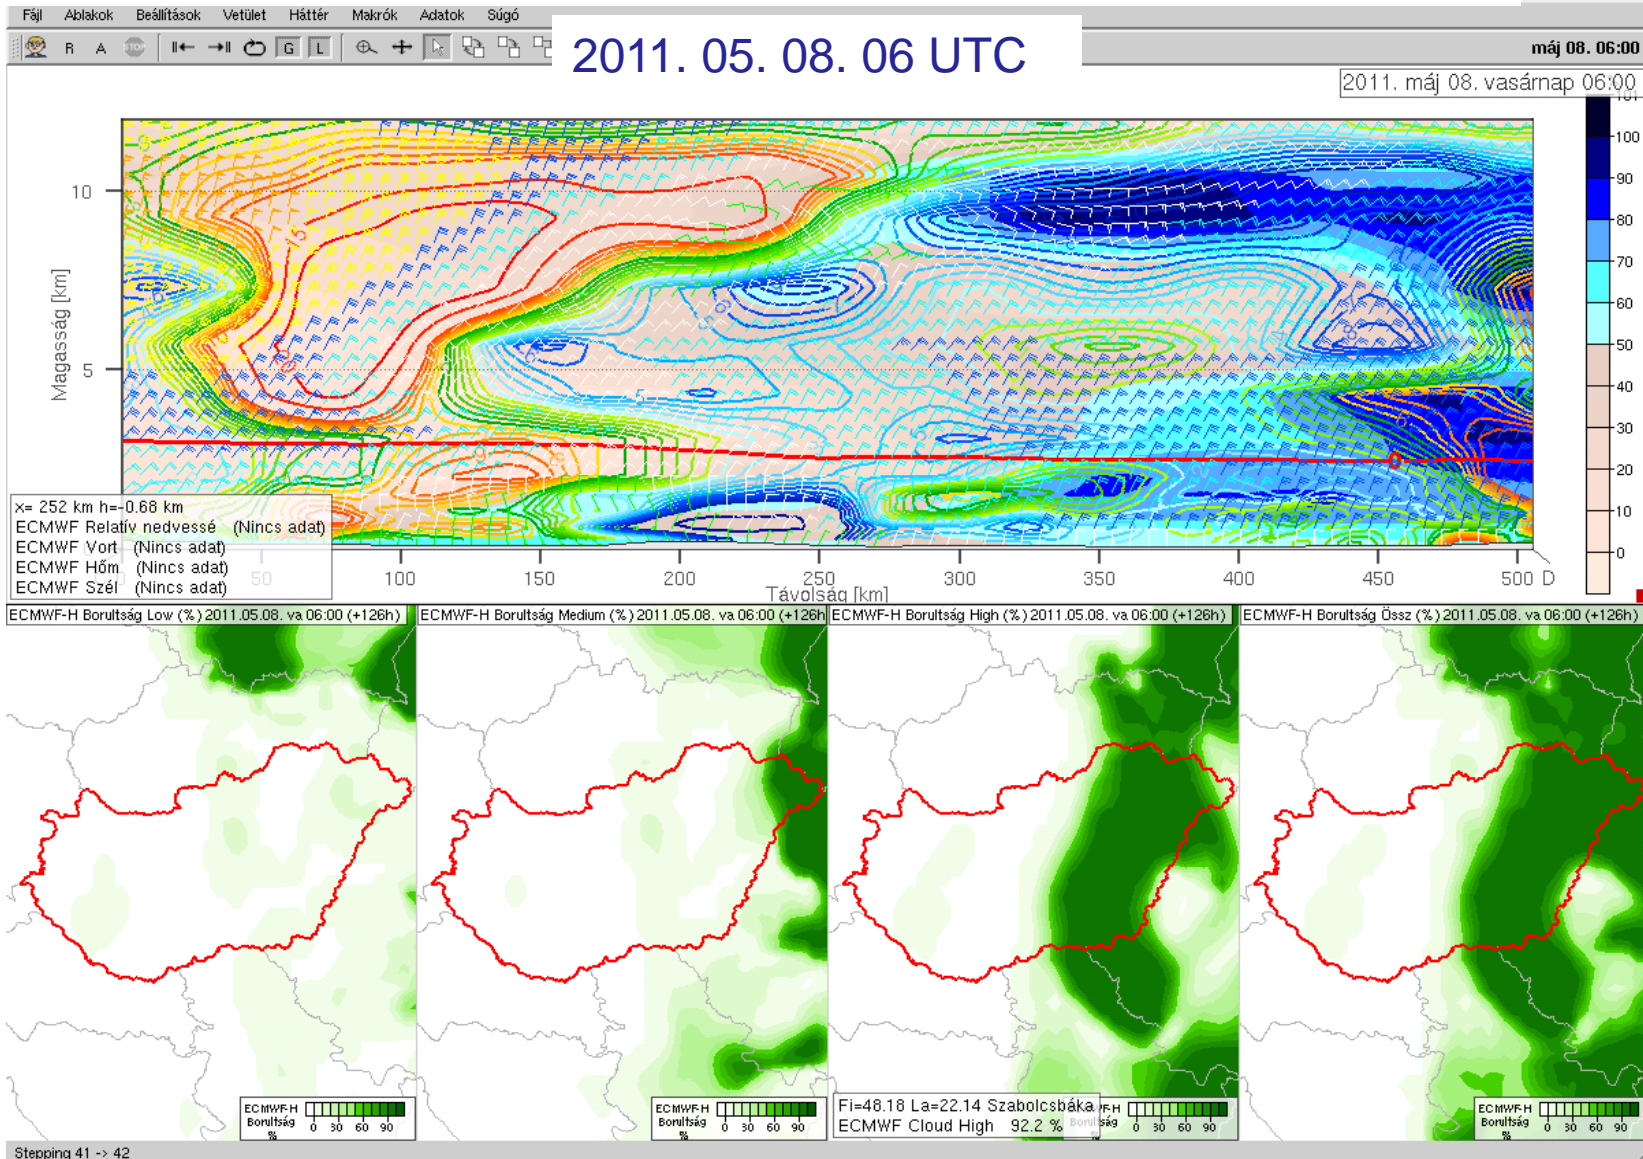 Fájl Ablakok Beállítások Vetület Háttér Makrók Adatok Súgó
R A STOP G L
2011. 05. 08. 06 UTC
máj 08. 06:00
2011. máj 08. vasárnap 06:00
101
100
90
80
70
60
50
40
30
20
10
0
10
5
Magasság [km]
15
0
x= 252 km h=-0.68 km
ECMWF Relatív nedvessé (Nincs adat)
ECMWF Vort (Nincs adat)
ECMWF Hőm. (Nincs adat)
ECMWF Szél (Nincs adat)
50 100 150 200 250 300 350 400 450 500 D
Távolság [km]
ECMWF-H Borultság Low (%) 2011.05.08. va 06:00 (+126h)
ECMWF-H Borultság Medium (%) 2011.05.08. va 06:00 (+126h
ECMWF-H Borultság High (%) 2011.05.08. va 06:00 (+126h)
ECMWF-H Borultság Össz (%) 2011.05.08. va 06:00 (+126h)
ECMWF-H
Borultság
%
0 30 60 90
ECMWF-H
Borultság
%
0 30 60 90
Fi=48.18 La=22.14 Szabolcsbáka
ECMWF Cloud High 92.2 %
0 30 60 90
ECMWF-H
Borultság
%
0 30 60 90
Stepping 41 -> 42